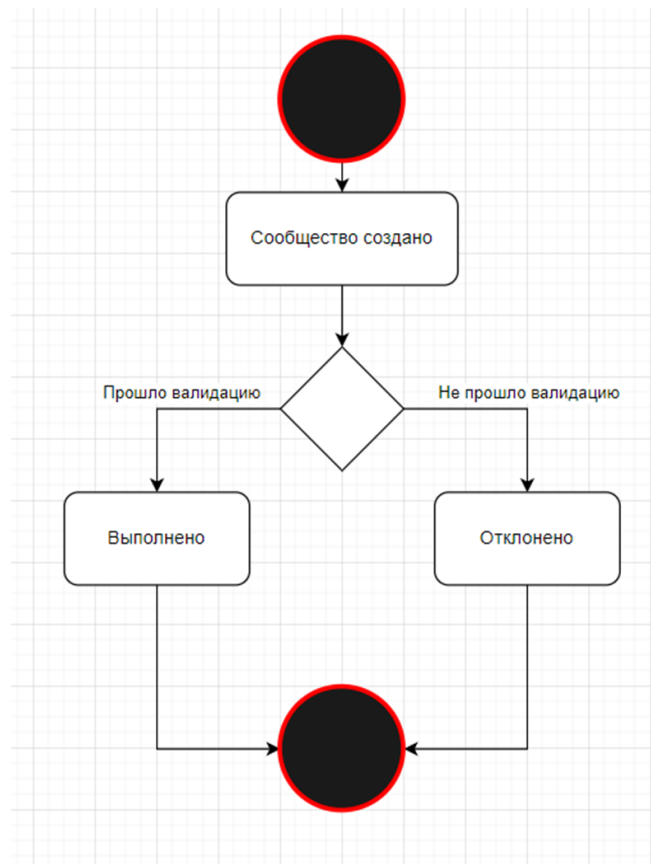 Сообщество создано
Прошло валидацию
Не прошло валидацию
Выполнено
Отклонено